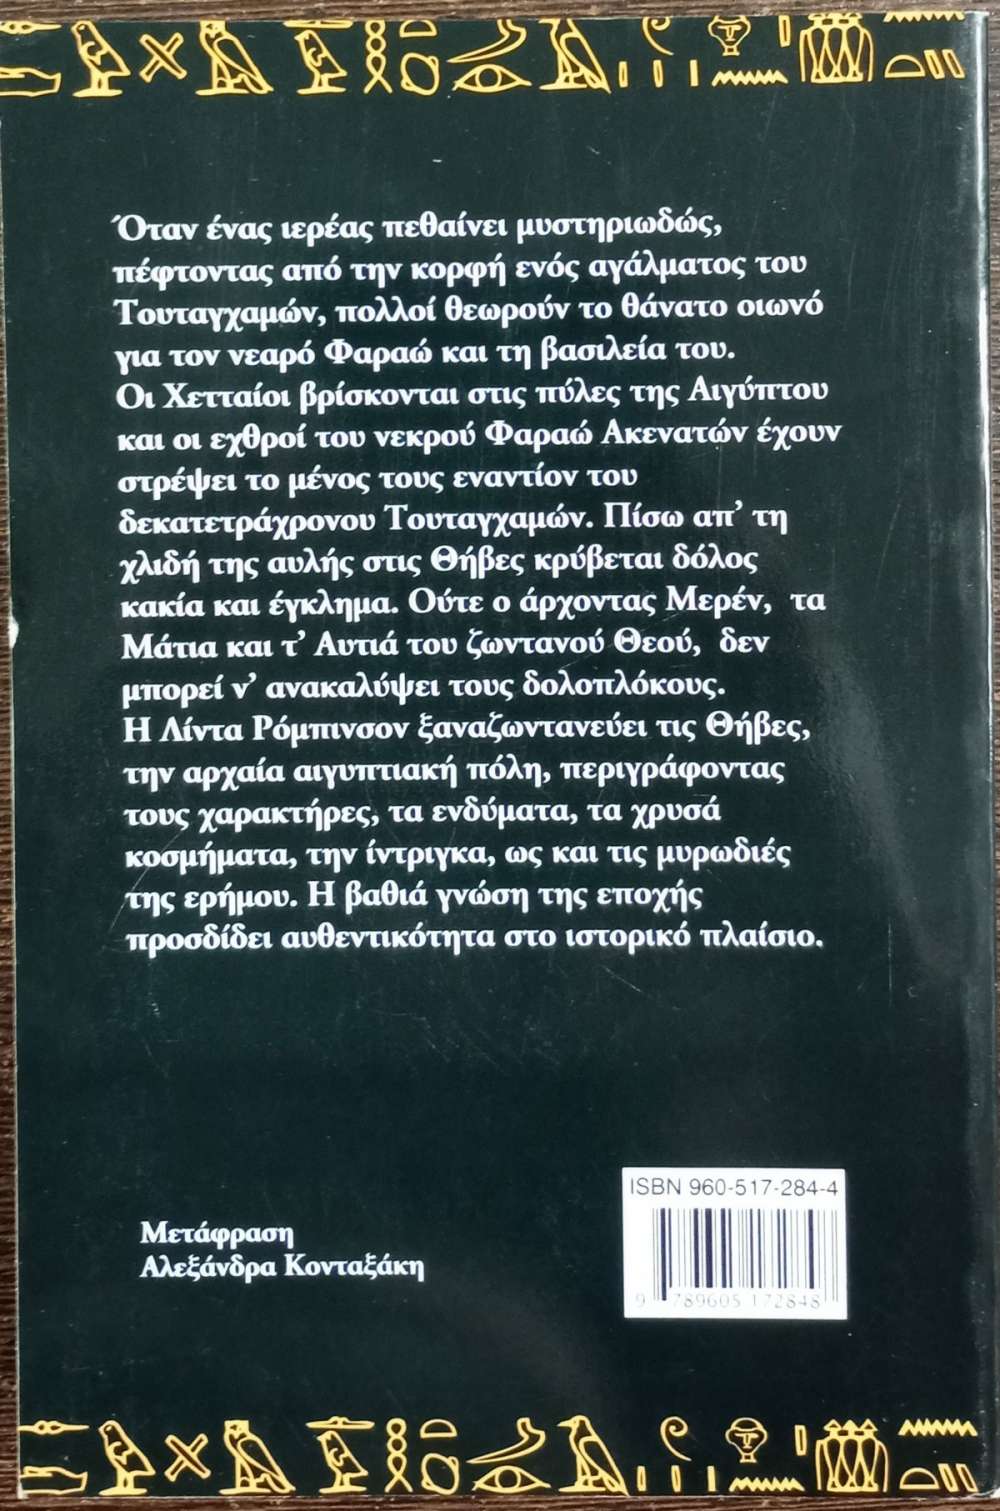 Όταν ένας ιερέας πεθαίνει μυστηριωδώς,
πέφτοντας από την κορφή ενός αγάλματος του
Τουταγχαμών, πολλοί θεωρούν το θάνατο οιωνό
για τον νεαρό Φαραώ και τη βασιλεία του.
Οι Χετταίοι βρίσκονται στις πύλες της Αιγύπτου
και οι εχθροί του νεκρού Φαραώ Ακενατών έχουν
στρέψει το μένος τους εναντίον του
δεκατετράχρονου Τουταγχαμών. Πίσω απ' τη
χλιδή της αυλής στις Θήβες κρύβεται δόλος
κακία και έγκλημα. Ούτε ο άρχοντας Μερέν, τα
Μάτια και τ' Αυτιά του ζωντανού Θεού, δεν
μπορεί ν' ανακαλύψει τους δολοπλόκους.
Η Λίντα Ρόμπινσον ξαναζωντανεύει τις Θήβες,
την αρχαία αιγυπτιακή πόλη, περιγράφοντας
τους χαρακτήρες, τα ενδύματα, τα χρυσά
κοσμήματα, την ίντριγκα, ως και τις μυρωδιές
της ερήμου. Η βαθιά γνώση της εποχής
προσδίδει αυθεντικότητα στο ιστορικό πλαίσιο.
Μετάφραση
Αλεξάνδρα Κονταξάκη
ISBN 960-517-284-4
9 789605 172848